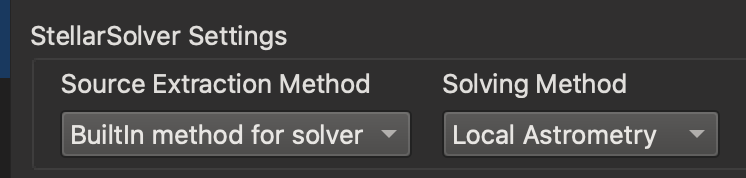 StellarSolver Settings
Source Extraction Method
Solving Method
BuiltIn method for solver
Local Astrometry